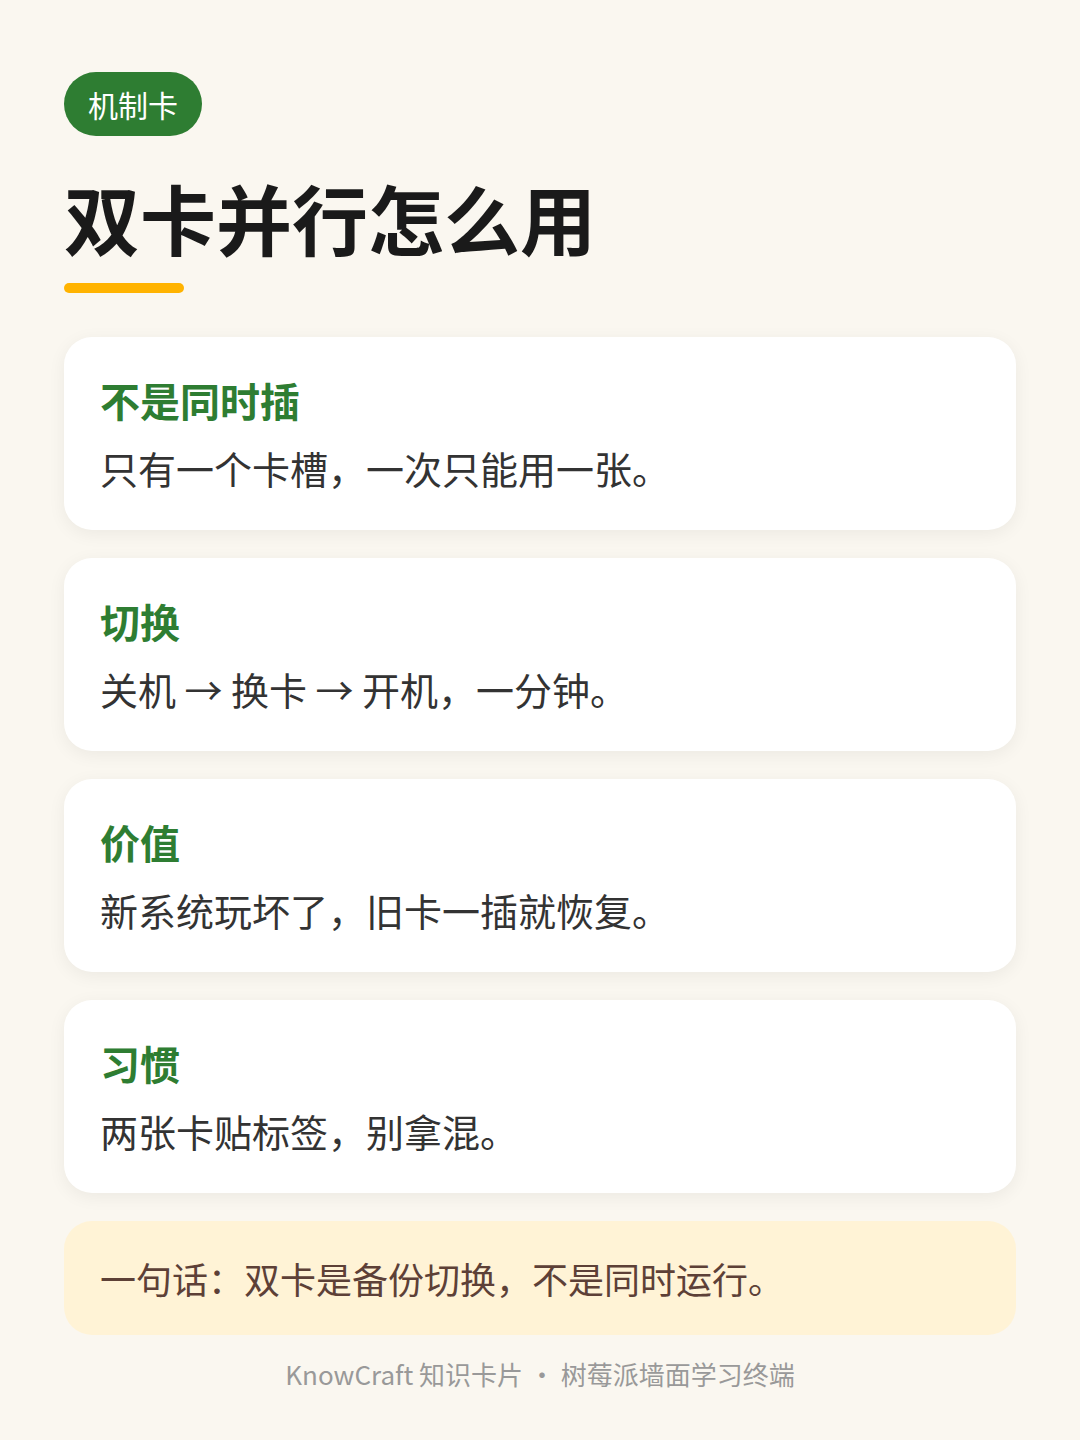 机制卡
双卡并行怎么用
不是同时插
只有一个卡槽，一次只能用一张。
切换
关机 → 换卡 → 开机，一分钟。
价值
新系统玩坏了，旧卡一插就恢复。
习惯
两张卡贴标签，别拿混。
一句话：双卡是备份切换，不是同时运行。
KnowCraft 知识卡片 · 树莓派墙面学习终端